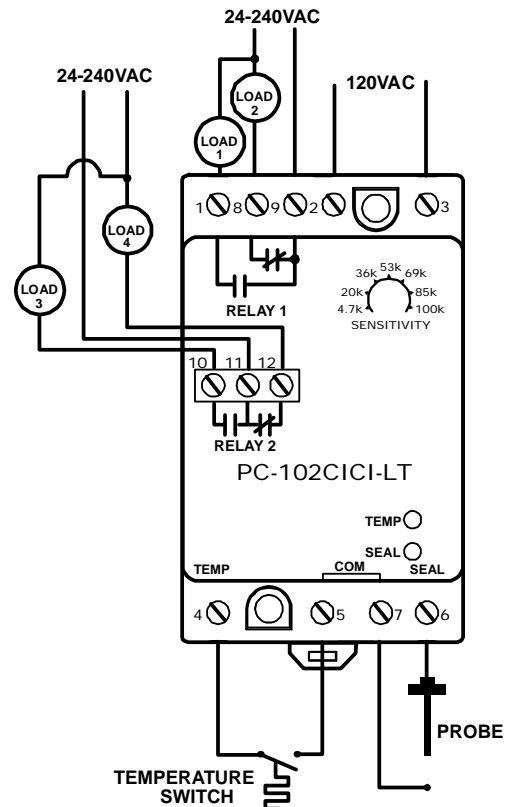 24-240VAC
24-240VAC
120VAC
LOAD
2
LOAD
1
LOAD
4
LOAD
3
1 8 9 2 3
RELAY 1
53k
36k 69k
20k 85k
4.7k 100k
SENSITIVITY
10 11 12
RELAY 2
PC-102CICI-LT
TEMP
SEAL
TEMP COM SEAL
4 5 7 6
PROBE
TEMPERATURE
SWITCH